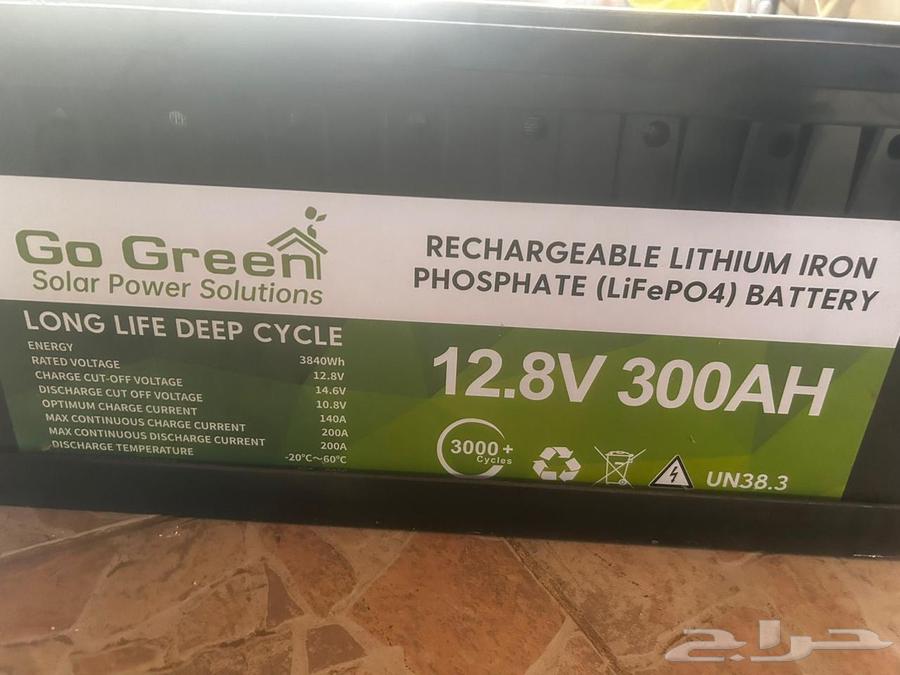 Go Green
Solar Power Solutions
RECHARGEABLE LITHIUM IRON
PHOSPHATE (LiFePO4) BATTERY
LONG LIFE DEEP CYCLE
ENERGY 3840Wh
RATED VOLTAGE 12.8V
CHARGE CUT-OFF VOLTAGE 14.6V
DISCHARGE CUT OFF VOLTAGE 10.8V
OPTIMUM CHARGE CURRENT 140A
MAX CONTINUOUS CHARGE CURRENT 200A
MAX CONTINUOUS DISCHARGE CURRENT 200A
DISCHARGE TEMPERATURE -20°C~60°C
12.8V 300AH
3000+
Cycles
UN38.3
حراج